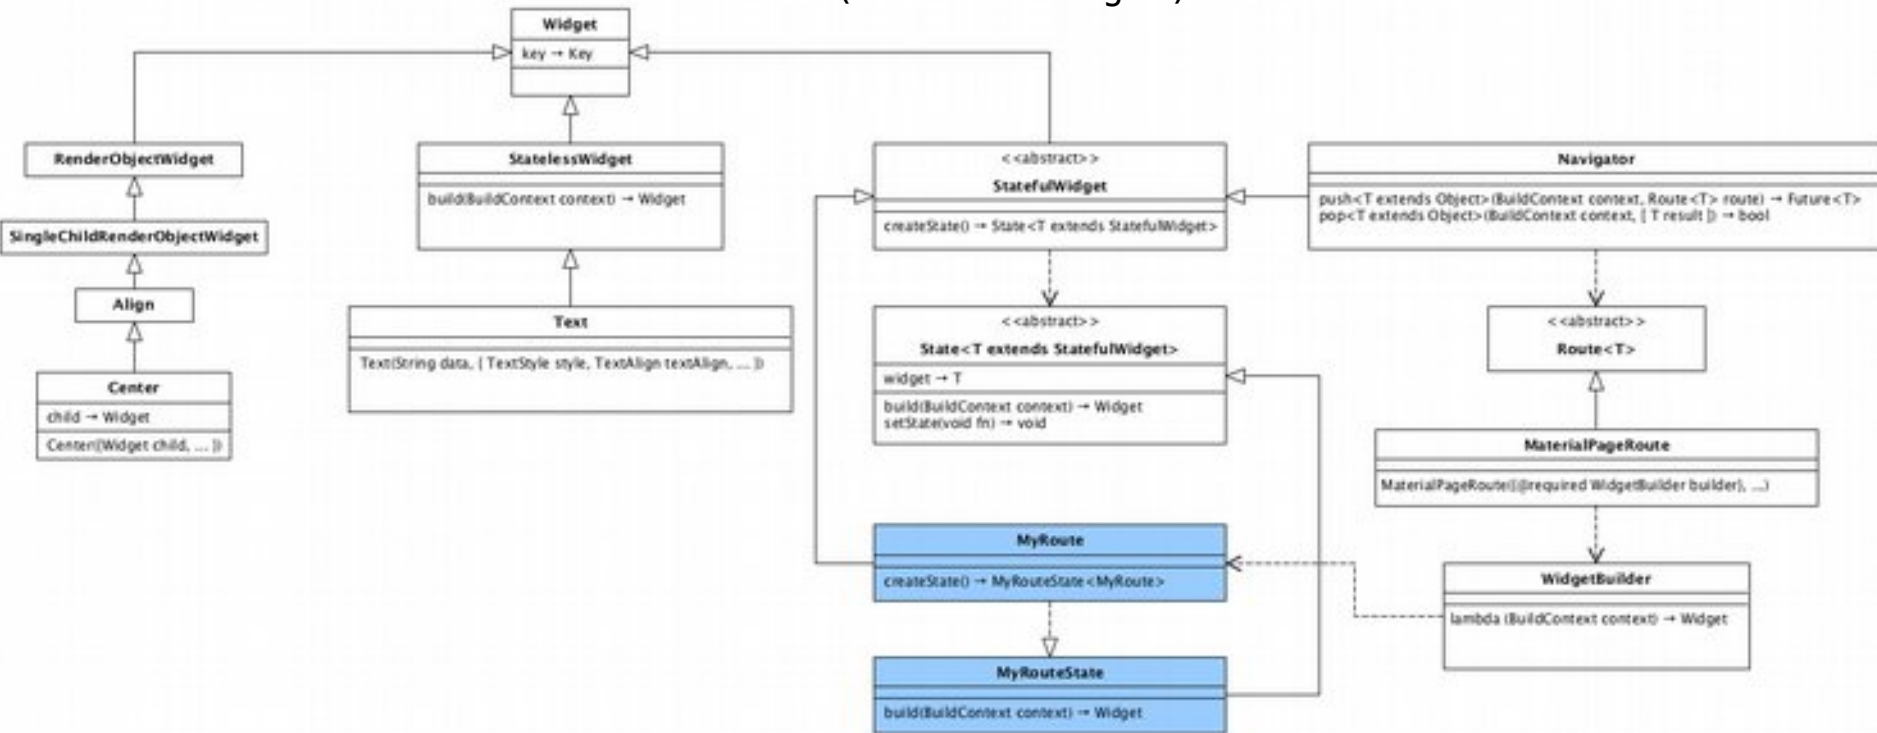 Widget
key → Key
RenderObjectWidget
SingleChildRenderObjectWidget
Align
Center
child → Widget
Center({Widget child, ... })
StatelessWidget
build(BuildContext context) → Widget
Text
Text(String data, { TextStyle style, TextAlign textAlign, ... })
<<abstract>>
StatefulWidget
createState() → State<T extends StatefulWidget>
<<abstract>>
State<T extends StatefulWidget>
widget → T
build(BuildContext context) → Widget
setState(void fn) → void
MyRoute
createState() → MyRouteState<MyRoute>
MyRouteState
build(BuildContext context) → Widget
Navigator
push<T extends Object>(BuildContext context, Route<T> route) → Future<T>
pop<T extends Object>(BuildContext context, [ T result ]) → bool
<<abstract>>
Route<T>
MaterialPageRoute
MaterialPageRoute({@required WidgetBuilder builder}, ...)
WidgetBuilder
lambda (BuildContext context) → Widget